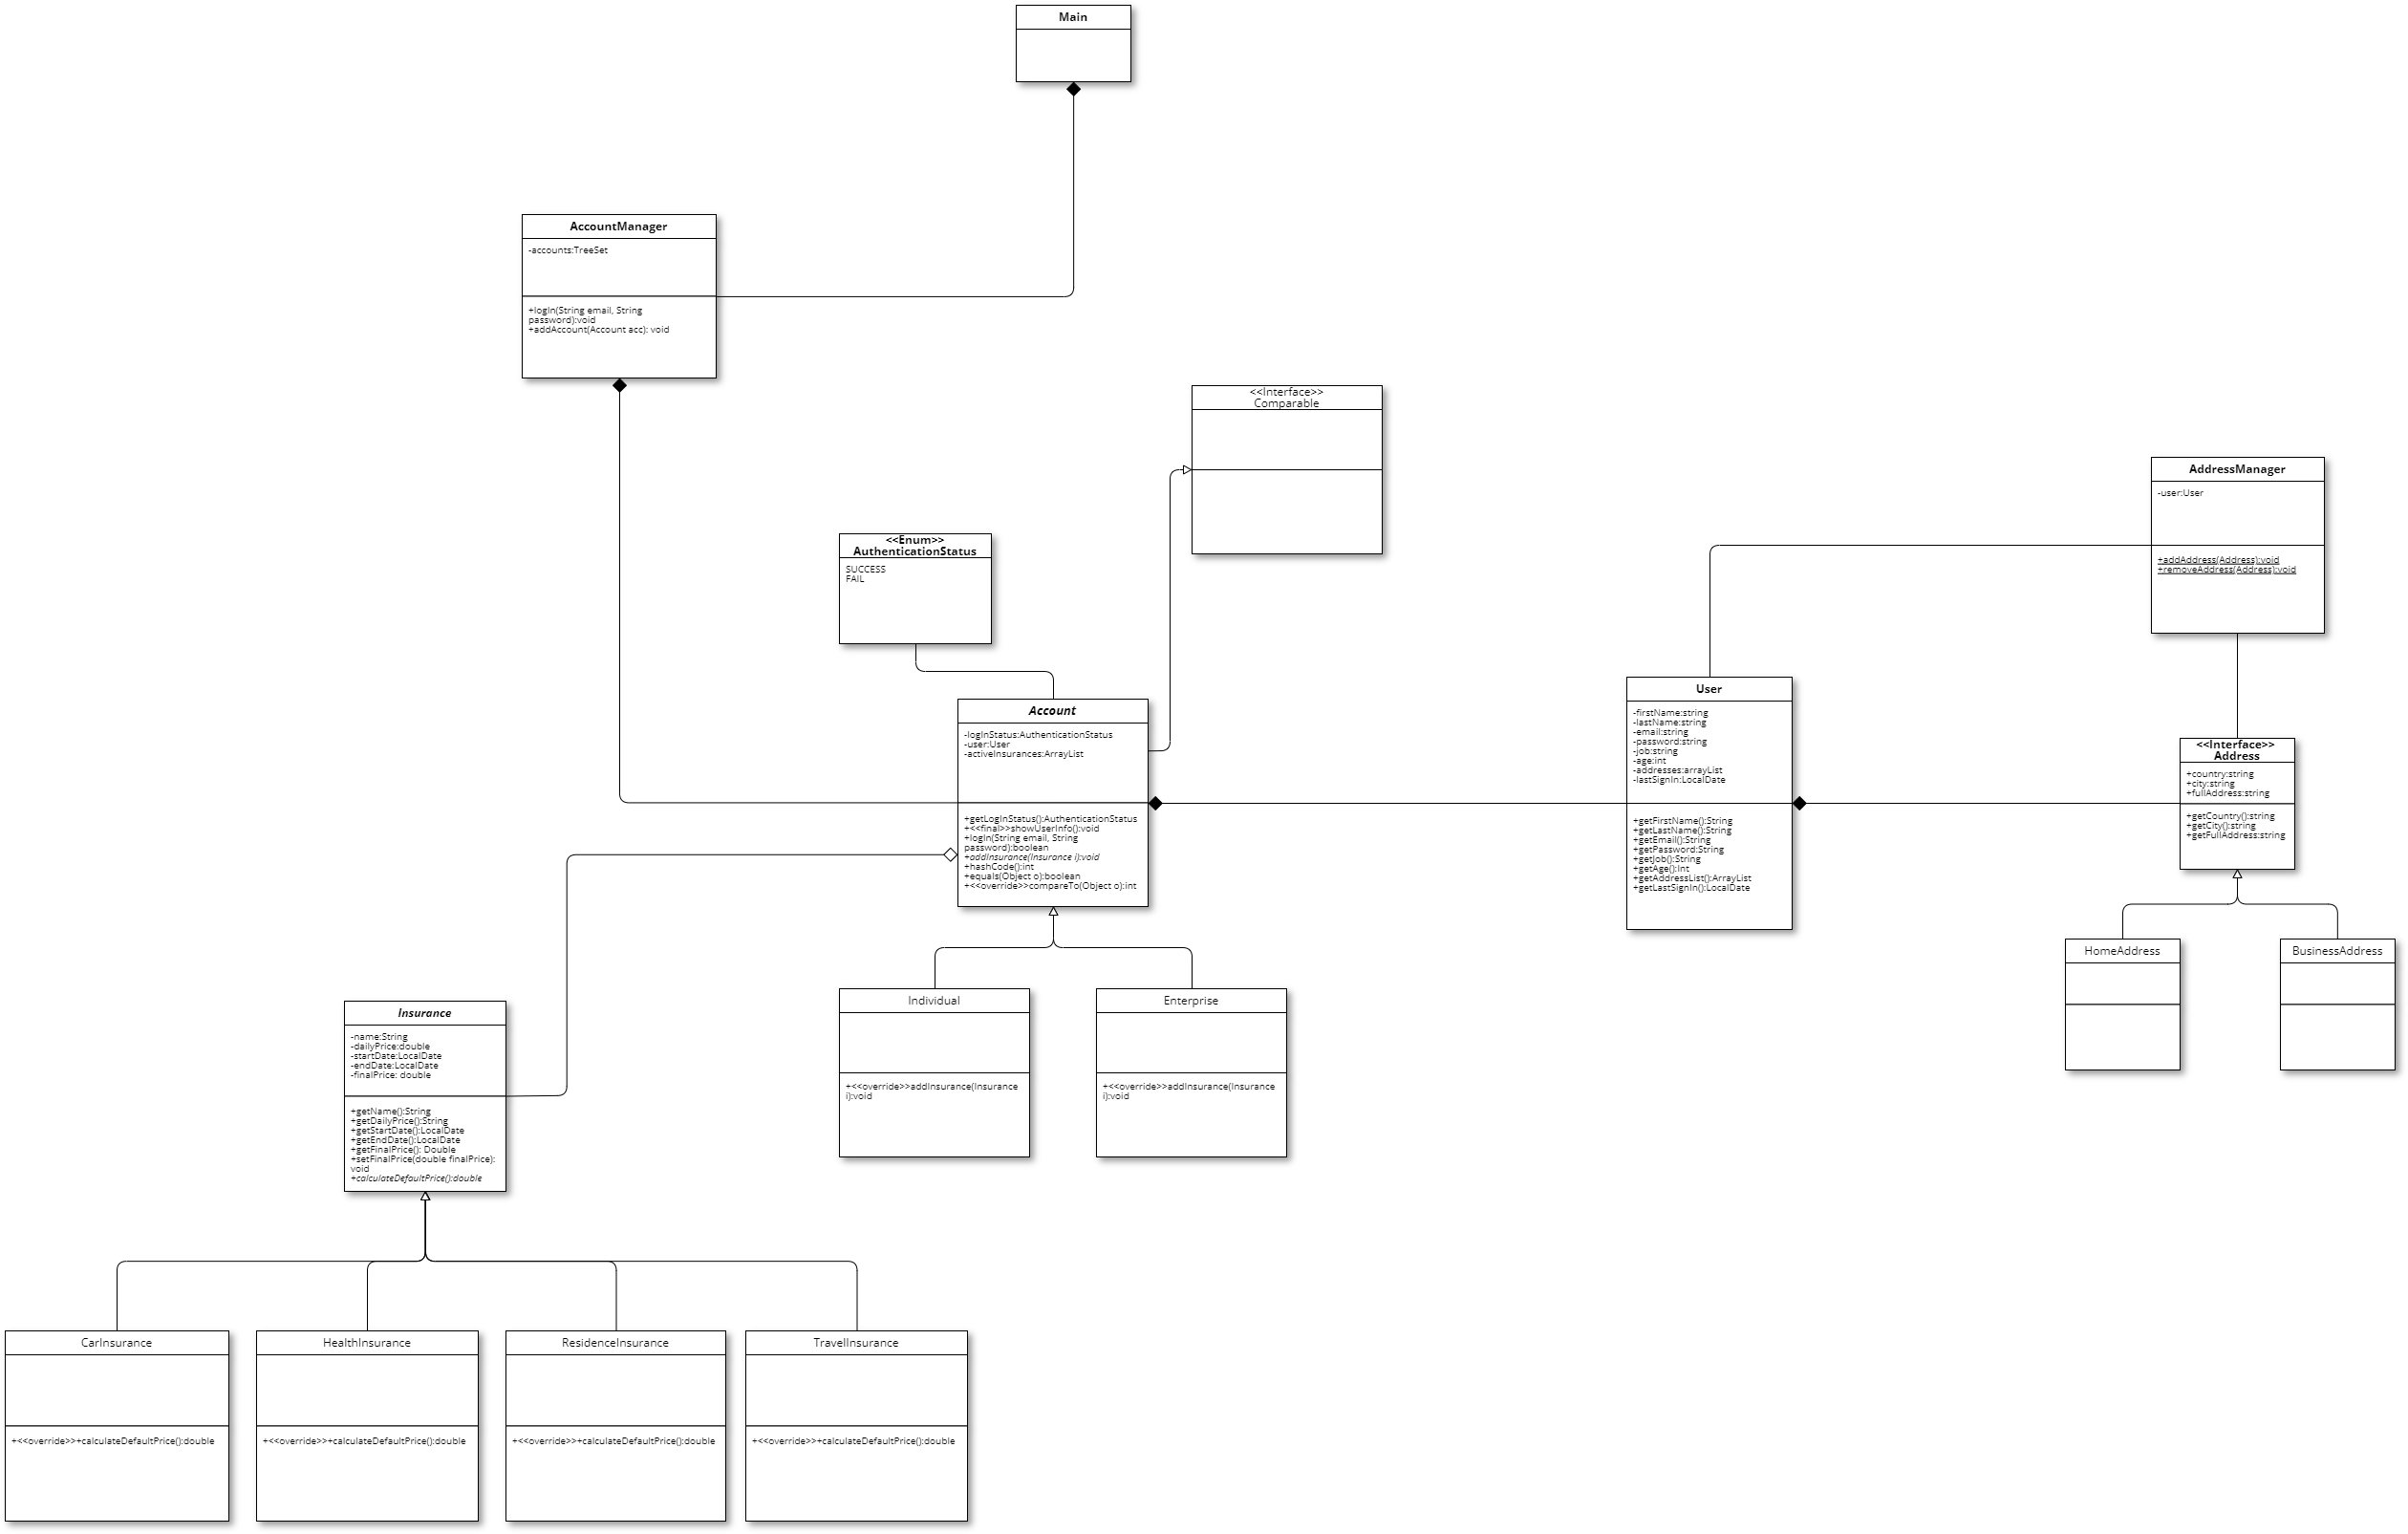 Main
AccountManager
-accounts:TreeSet
+logIn(String email, String
password):void
+addAccount(Account acc): void
<<Interface>>
Comparable
AddressManager
-user:User
+addAddress(Address):void
+removeAddress(Address):void
<<Enum>>
AuthenticationStatus
SUCCESS
FAIL
Account
-logInStatus:AuthenticationStatus
-user:User
-activeInsurances:ArrayList
+getLogInStatus():AuthenticationStatus
+<<final>>showUserInfo():void
+logIn(String email, String
password):boolean
+addInsurance(Insurance i):void
+hashCode():int
+equals(Object o):boolean
+<<override>>compareTo(Object o):int
User
-firstName:string
-lastName:string
-email:string
-password:string
-job:string
-age:int
-addresses:arrayList
-lastSignIn:LocalDate
+getFirstName():String
+getLastName():String
+getEmail():String
+getPassword:String
+getJob():String
+getAge():Int
+getAddressList():ArrayList
+getLastSignIn():LocalDate
<<Interface>>
Address
+country:string
+city:string
+fullAddress:string
+getCountry():string
+getCity():string
+getFullAddress:string
HomeAddress
BusinessAddress
Individual
+<<override>>addInsurance(Insurance
i):void
Enterprise
+<<override>>addInsurance(Insurance
i):void
Insurance
-name:String
-dailyPrice:double
-startDate:LocalDate
-endDate:LocalDate
-finalPrice: double
+getName():String
+getDailyPrice():String
+getStartDate():LocalDate
+getEndDate():LocalDate
+getFinalPrice(): Double
+setFinalPrice(double finalPrice):
void
+calculateDefaultPrice():double
CarInsurance
+<<override>>+calculateDefaultPrice():double
HealthInsurance
+<<override>>+calculateDefaultPrice():double
ResidenceInsurance
+<<override>>+calculateDefaultPrice():double
TravelInsurance
+<<override>>+calculateDefaultPrice():double